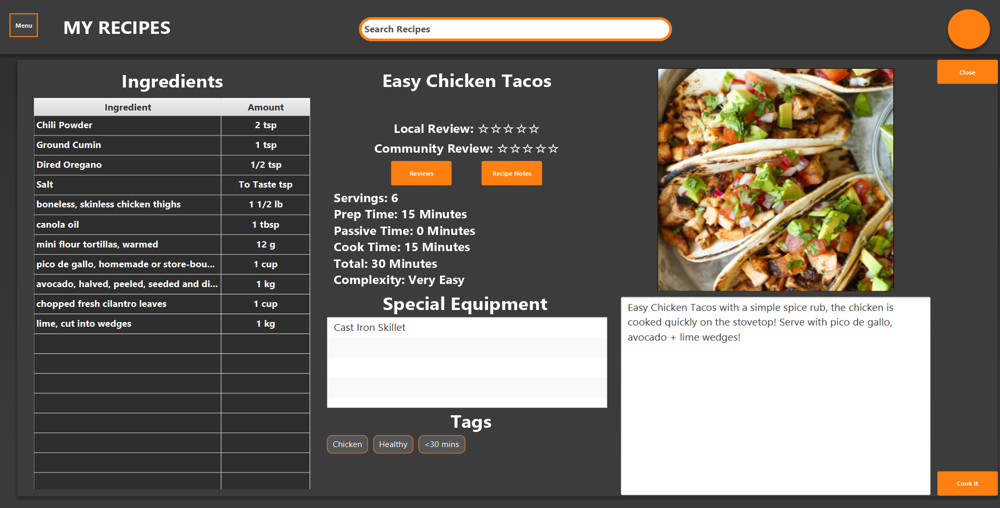 Menu
MY RECIPES
Search Recipes
Close
Ingredients
Ingredient Amount
Chili Powder 2 tsp
Ground Cumin 1 tsp
Dired Oregano 1/2 tsp
Salt To Taste tsp
boneless, skinless chicken thighs 1 1/2 lb
canola oil 1 tbsp
mini flour tortillas, warmed 12 g
pico de gallo, homemade or store-bou... 1 cup
avocado, halved, peeled, seeded and di... 1 kg
chopped fresh cilantro leaves 1 cup
lime, cut into wedges 1 kg
Easy Chicken Tacos
Local Review: ☆☆☆☆☆
Community Review: ☆☆☆☆☆
Reviews
Recipe Notes
Servings: 6
Prep Time: 15 Minutes
Passive Time: 0 Minutes
Cook Time: 15 Minutes
Total: 30 Minutes
Complexity: Very Easy
Special Equipment
Cast Iron Skillet
Tags
Chicken
Healthy
<30 mins
Easy Chicken Tacos with a simple spice rub, the chicken is
cooked quickly on the stovetop! Serve with pico de gallo,
avocado + lime wedges!
Cook It